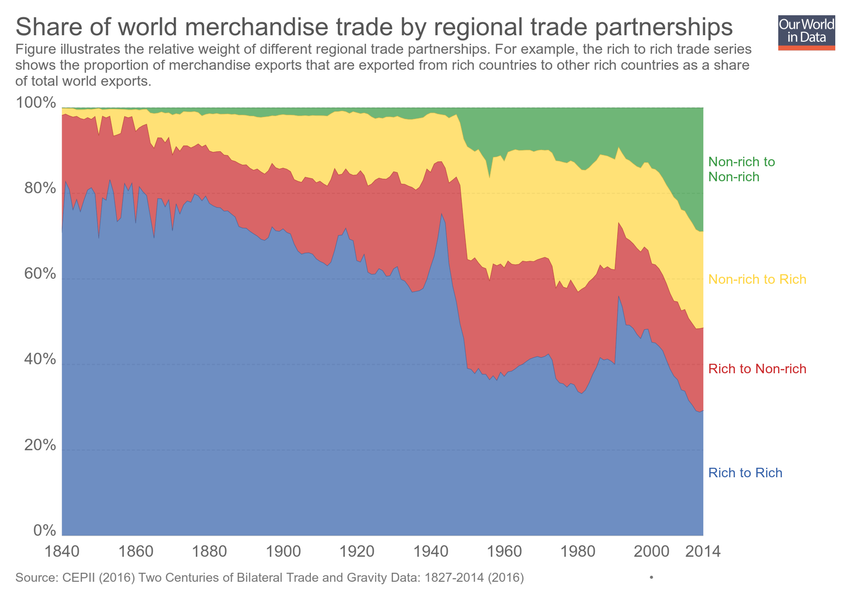 Share of world merchandise trade by regional trade partnerships
Our World
in Data
Figure illustrates the relative weight of different regional trade partnerships. For example, the rich to rich trade series
shows the proportion of merchandise exports that are exported from rich countries to other rich countries as a share
of total world exports.
100%
80%
60%
40%
20%
0%
Non-rich to
Non-rich
Non-rich to Rich
Rich to Non-rich
Rich to Rich
1840 1860 1880 1900 1920 1940 1960 1980 2000 2014
Source: CEPII (2016) Two Centuries of Bilateral Trade and Gravity Data: 1827-2014 (2016) •